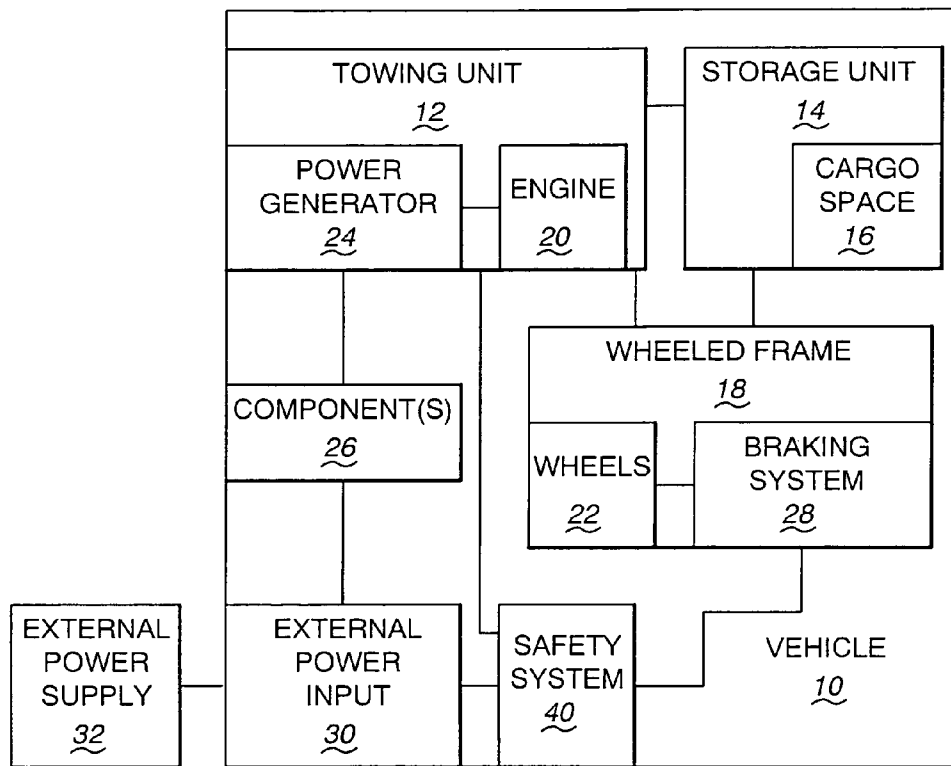 TOWING UNIT
12
STORAGE UNIT
14
POWER
GENERATOR
24
ENGINE
20
CARGO
SPACE
16
WHEELED FRAME
18
COMPONENT(S)
26
WHEELS
22
BRAKING
SYSTEM
28
EXTERNAL
POWER
SUPPLY
32
EXTERNAL
POWER
INPUT
30
SAFETY
SYSTEM
40
VEHICLE
10